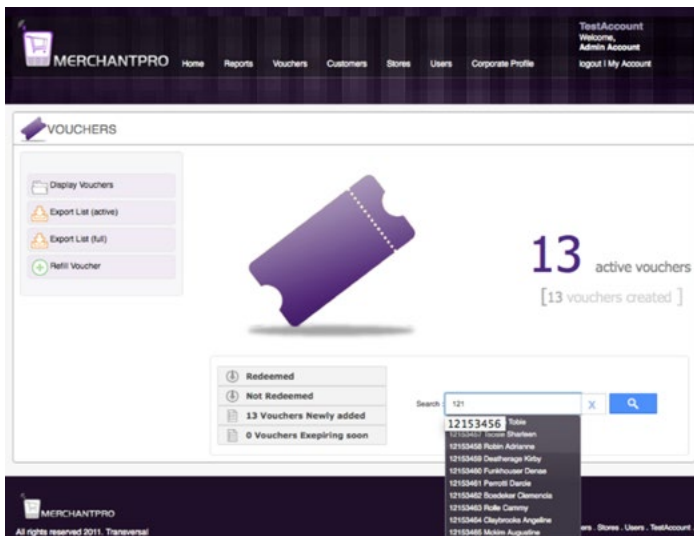 TestAccount
Welcome,
Admin Account
logout | My Account
MERCHANTPRO
Home Reports Vouchers Customers Stores Users Corporate Profile
VOUCHERS
Display Vouchers
Export List (active)
Export List (full)
Refill Voucher
13 active vouchers
[13 vouchers created ]
Redeemed
Not Redeemed
13 Vouchers Newly added
0 Vouchers Exepiring soon
Search : 121 X
12153456 Tobie
12153457 Sharleen
12153458 Robin Adrianne
12153459 Deatherage Kirby
12153460 Funkhouser Denae
12153461 Perrotti Darcie
12153462 Boedeker Clemencia
12153463 Rolle Cammy
12153464 Claybrooks Angeline
12153465 Mckim Augustine
MERCHANTPRO
All rights reserved 2011. Transversal
ers . Stores . Users . TestAccount